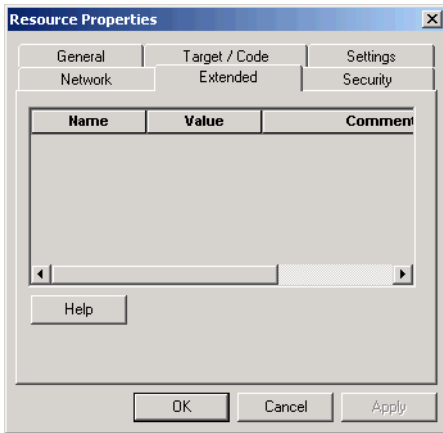 Resource Properties
General Target / Code Settings
Network Extended Security
Name Value Comment
Help
OK Cancel Apply